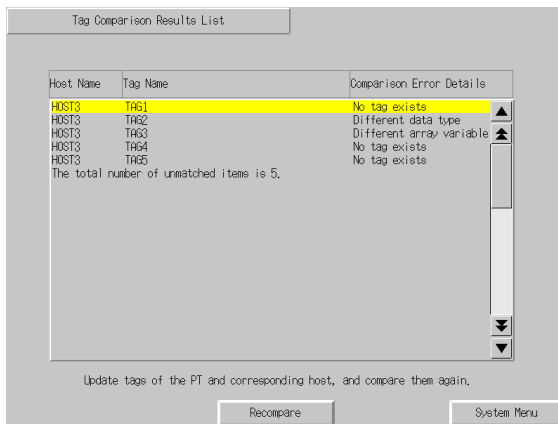 Tag Comparison Results List
Host Name Tag Name Comparison Error Details
HOST3 TAG1 No tag exists
HOST3 TAG2 Different data type
HOST3 TAG3 Different array variable
HOST3 TAG4 No tag exists
HOST3 TAG5 No tag exists
The total number of unmatched items is 5.
Update tags of the PT and corresponding host, and compare them again.
Recompare System Menu